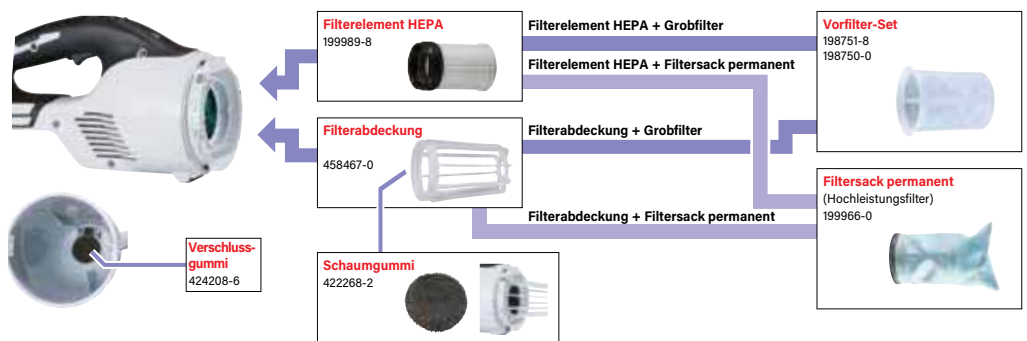 Filterelement HEPA
199989-8
Filterelement HEPA + Grobfilter
Filterelement HEPA + Filtersack permanent
Vorfilter-Set
198751-8
198750-0
Filterabdeckung
458467-0
Filterabdeckung + Grobfilter
Filterabdeckung + Filtersack permanent
Filtersack permanent
(Hochleistungsfilter)
199966-0
Verschluss-
gummi
424208-6
Schaumgummi
422268-2